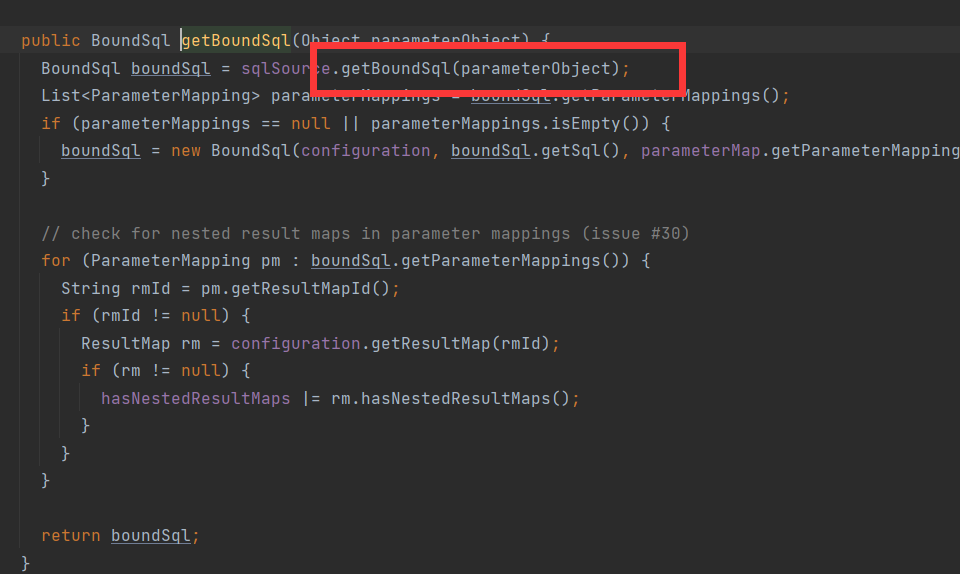 public BoundSql getBoundSql(Object parameterObject) {
BoundSql boundSql = sqlSource.getBoundSql(parameterObject);
List<ParameterMapping> parameterMappings = boundSql.getParameterMappings();
if (parameterMappings == null || parameterMappings.isEmpty()) {
boundSql = new BoundSql(configuration, boundSql.getSql(), parameterMap.getParameterMapping
}
// check for nested result maps in parameter mappings (issue #30)
for (ParameterMapping pm : boundSql.getParameterMappings()) {
String rmId = pm.getResultMapId();
if (rmId != null) {
ResultMap rm = configuration.getResultMap(rmId);
if (rm != null) {
hasNestedResultMaps |= rm.hasNestedResultMaps();
}
}
}
return boundSql;
}